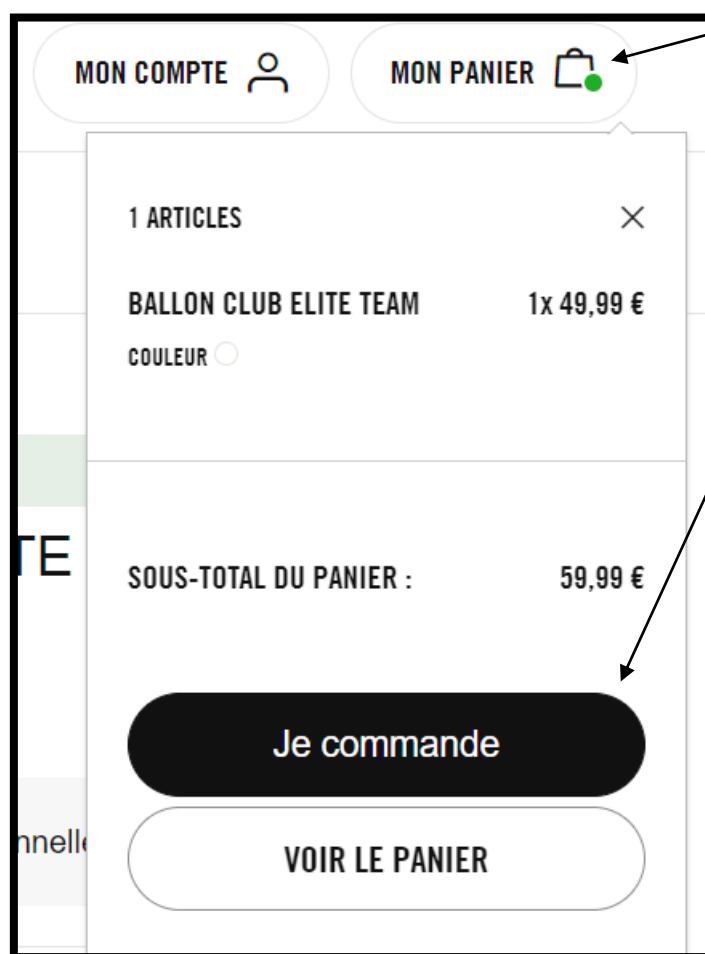 MON COMPTE
MON PANIER
1 ARTICLES
BALLON CLUB ELITE TEAM 1x 49,99 €
COULEUR
TE
SOUS-TOTAL DU PANIER : 59,99 €
Je commande
nnelle
VOIR LE PANIER